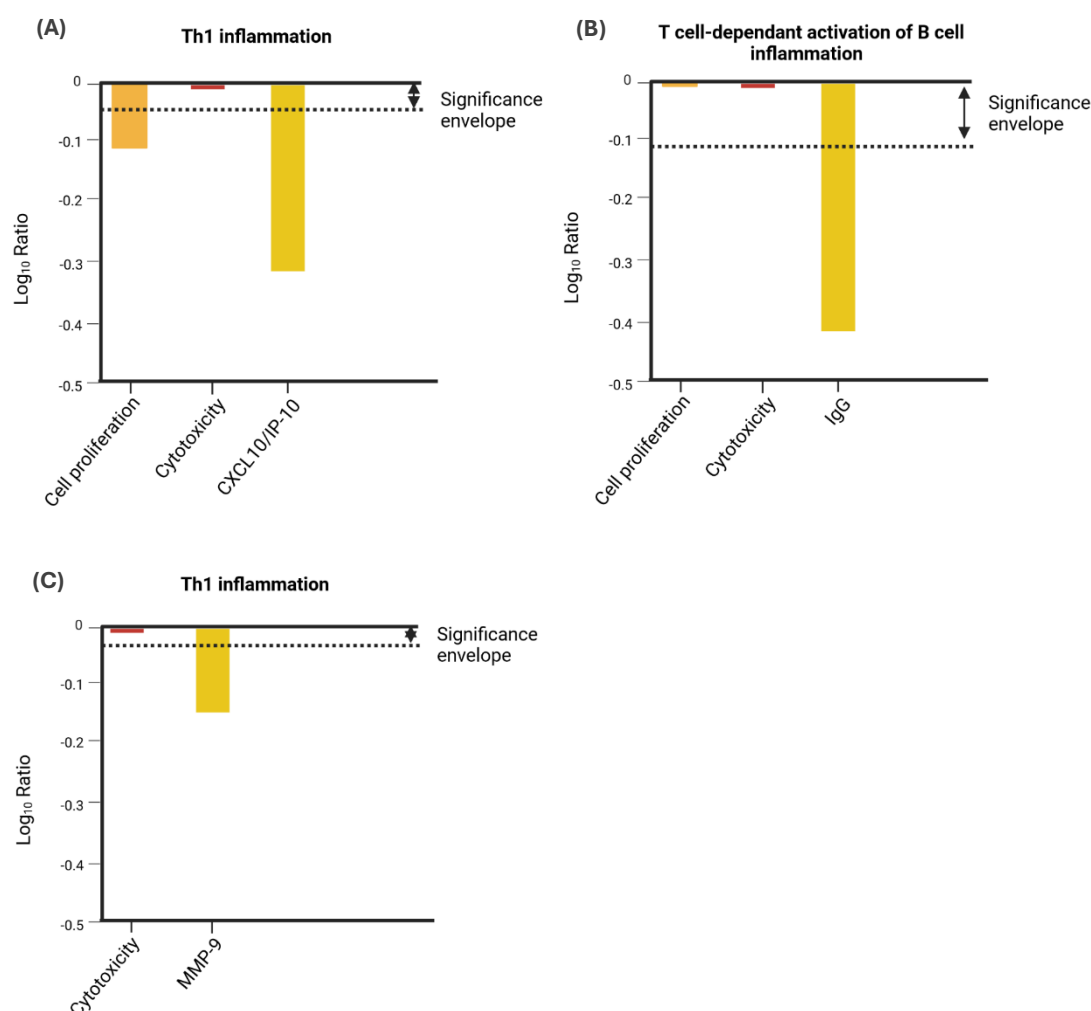 (A)
Th1 inflammation
0
-0.1
-0.2
-0.3
-0.4
-0.5
Log₁₀ Ratio
Significance
envelope
Cell proliferation
Cytotoxicity
CXCL10/IP-10
(B)
T cell-dependant activation of B cell
inflammation
0
-0.1
-0.2
-0.3
-0.4
-0.5
Log₁₀ Ratio
Significance
envelope
Cell proliferation
Cytotoxicity
IgG
(C)
Th1 inflammation
0
-0.1
-0.2
-0.3
-0.4
-0.5
Log₁₀ Ratio
Significance
envelope
Cytotoxicity
MMP-9